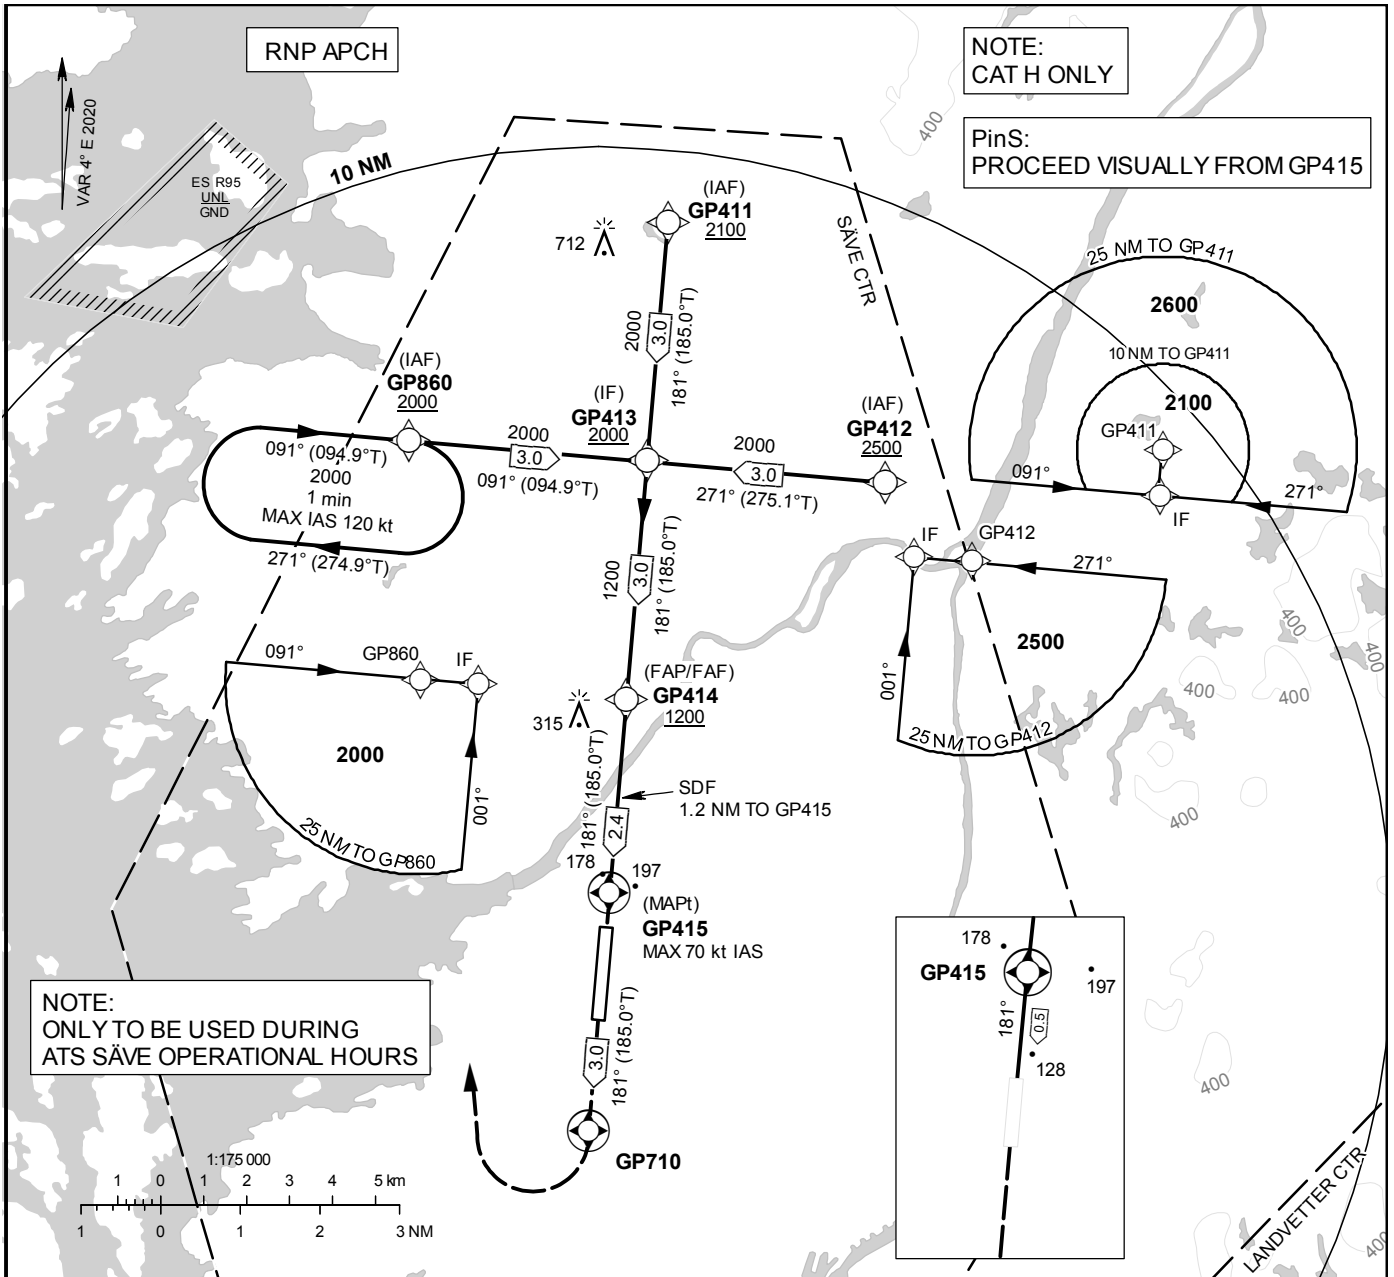 RNP APCH
NOTE:
CAT H ONLY
PinS:
PROCEED VISUALLY FROM GP415
VAR 4° E 2020
ES R95
UNL
GND
10 NM
400
(IAF)
GP411
2100
712
SÄVE CTR
2000
3.0
181° (185.0°T)
25 NM TO GP411
2600
10 NM TO GP411
2100
GP411
091°
271°
IF
(IAF)
GP860
2000
(IF)
GP413
2000
(IAF)
GP412
2500
2000
3.0
091° (094.9°T)
2000
3.0
271° (275.1°T)
091° (094.9°T)
2000
1 min
MAX IAS 120 kt
271° (274.9°T)
1200
3.0
181° (185.0°T)
IF
GP412
271°
2500
001°
25 NM TO GP412
400
400
400
400
400
091°
GP860
IF
2000
001°
25 NM TO GP860
(FAP/FAF)
GP414
1200
315
181° (185.0°T)
SDF
1.2 NM TO GP415
2.4
178
197
(MAPt)
GP415
MAX 70 kt IAS
178
GP415
197
181°
0.5
128
NOTE:
ONLY TO BE USED DURING
ATS SÄVE OPERATIONAL HOURS
3.0
181° (185.0°T)
GP710
400
400
LANDVETTER CTR
1:175 000
1 0 1 2 3 4 5 km
1 0 1 2 3 NM